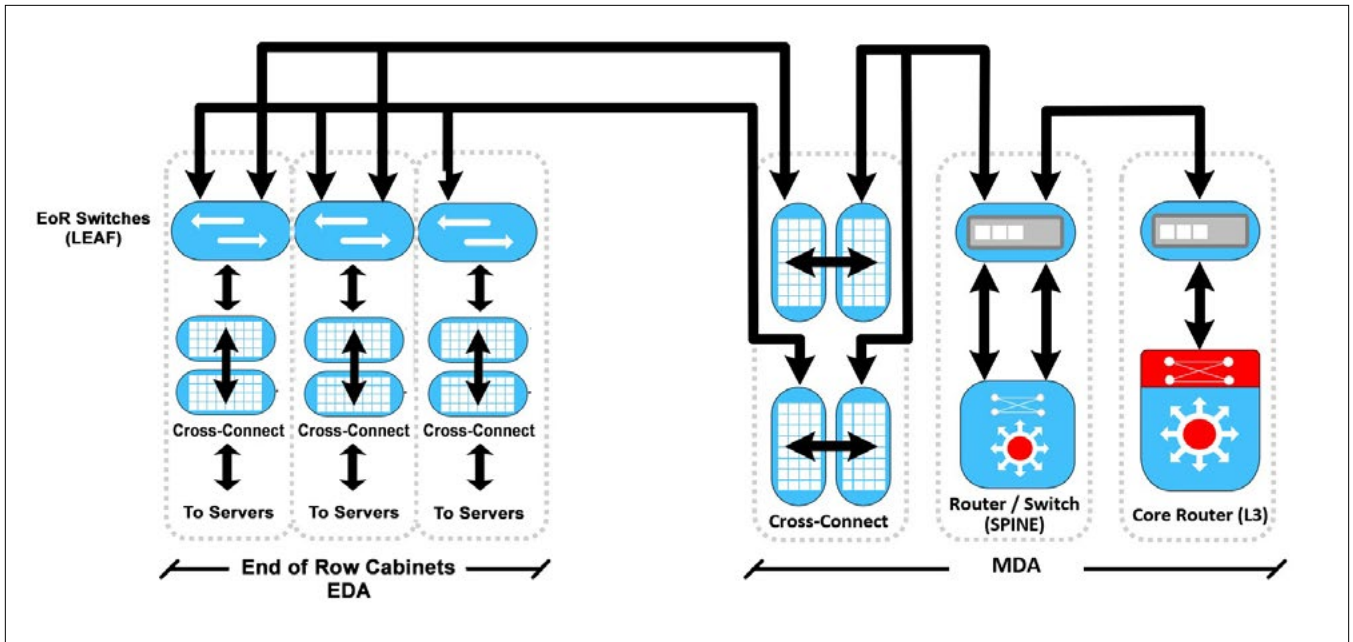 EoR Switches
(LEAF)
Cross-Connect
Cross-Connect
Cross-Connect
To Servers
To Servers
To Servers
End of Row Cabinets
EDA
Cross-Connect
Router / Switch
(SPINE)
Core Router (L3)
MDA